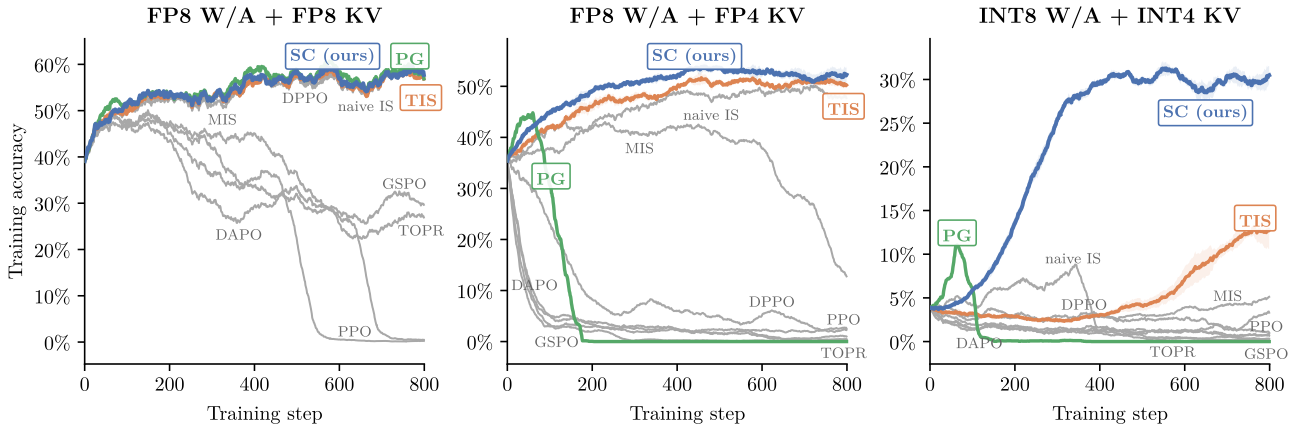 FP8 W/A + FP8 KV
Training accuracy
60%
50%
40%
30%
20%
10%
0%
0
200
400
600
800
Training step
SC (ours)
PG
TIS
DPPO
naive IS
MIS
DAPO
GSPO
TOPR
PPO
FP8 W/A + FP4 KV
50%
40%
30%
20%
10%
0%
0
200
400
600
800
Training step
SC (ours)
TIS
naive IS
MIS
PG
DAPO
GSPO
DPPO
PPO
TOPR
INT8 W/A + INT4 KV
30%
25%
20%
15%
10%
5%
0%
0
200
400
600
800
Training step
SC (ours)
TIS
PG
naive IS
DPPO
MIS
PPO
DAPO
TOPR
GSPO